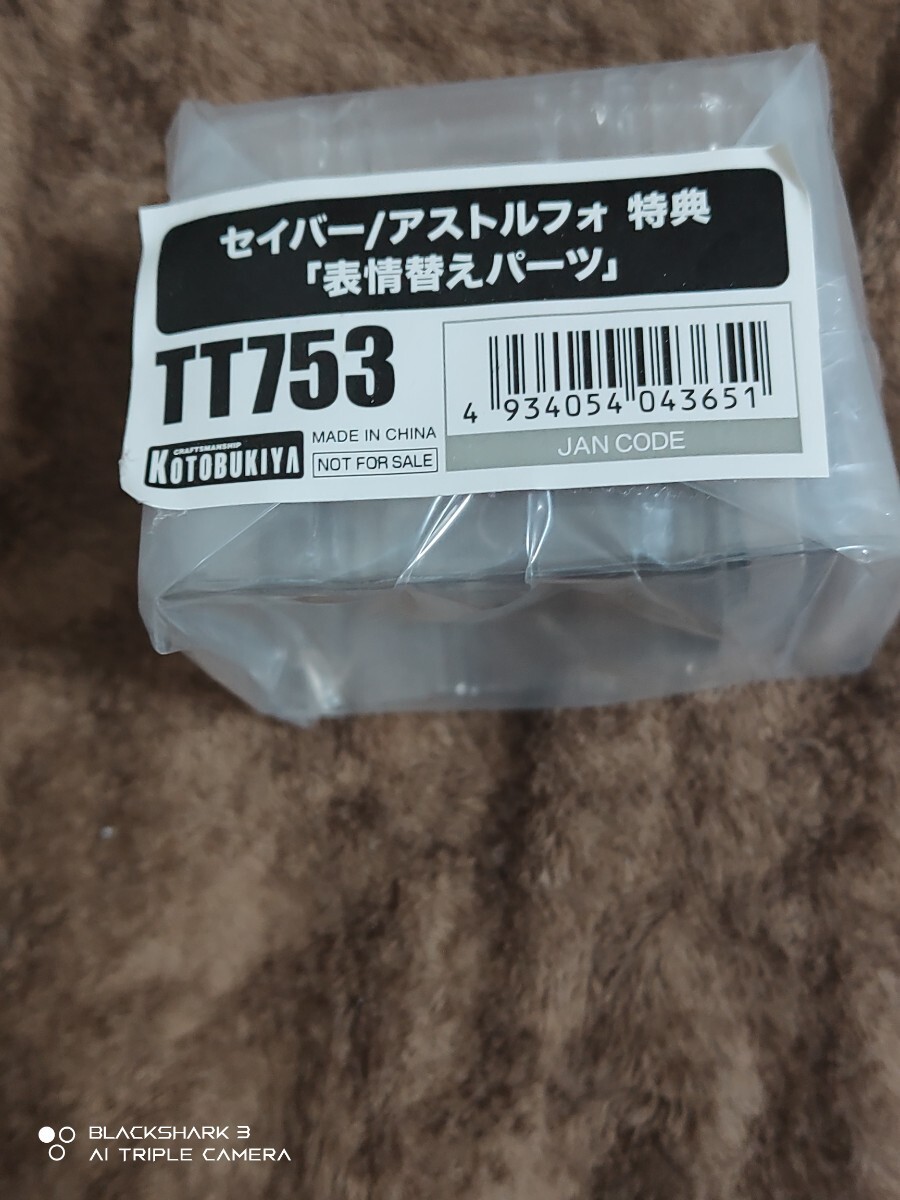 セイバー/アストルフォ 特典
「表情替えパーツ」
TT753
CRAFTSMANSHIP
KOTOBUKIYA
MADE IN CHINA
NOT FOR SALE
4 934054 043651
JAN CODE
BLACKSHARK 3
AI TRIPLE CAMERA